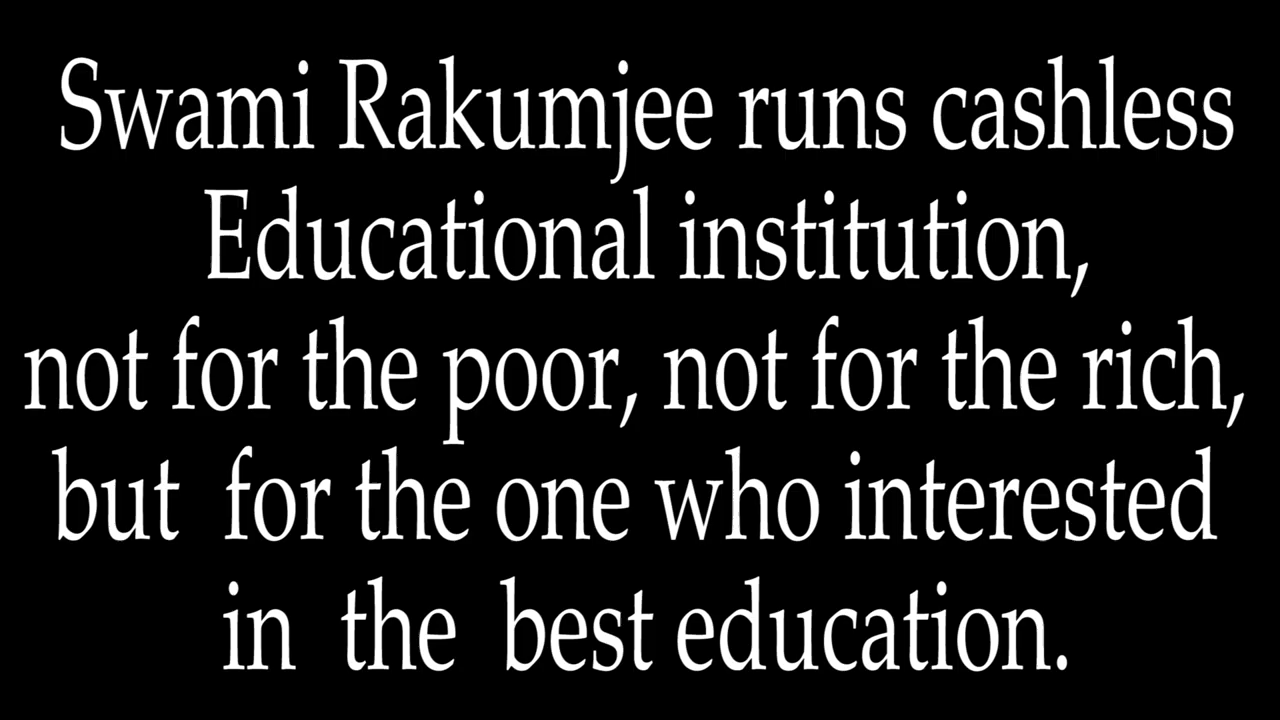 Swami Rakumjee runs cashless
Educational institution,
not for the poor, not for the rich,
but for the one who interested
in the best education.